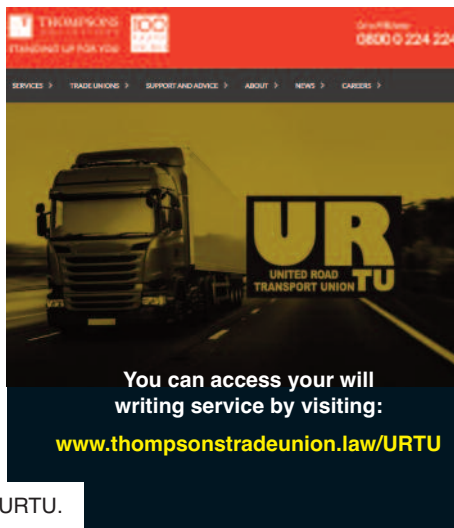 THOMPSONS
STANDING UP FOR YOU
100
0800 0 224 224
SERVICES > TRADE UNIONS > SUPPORT AND ADVICE > ABOUT > NEWS > CAREERS >
UR
UNITED ROAD
TRANSPORT UNION TU
You can access your will
writing service by visiting:
www.thompsonstradeunion.law/URTU
URTU.